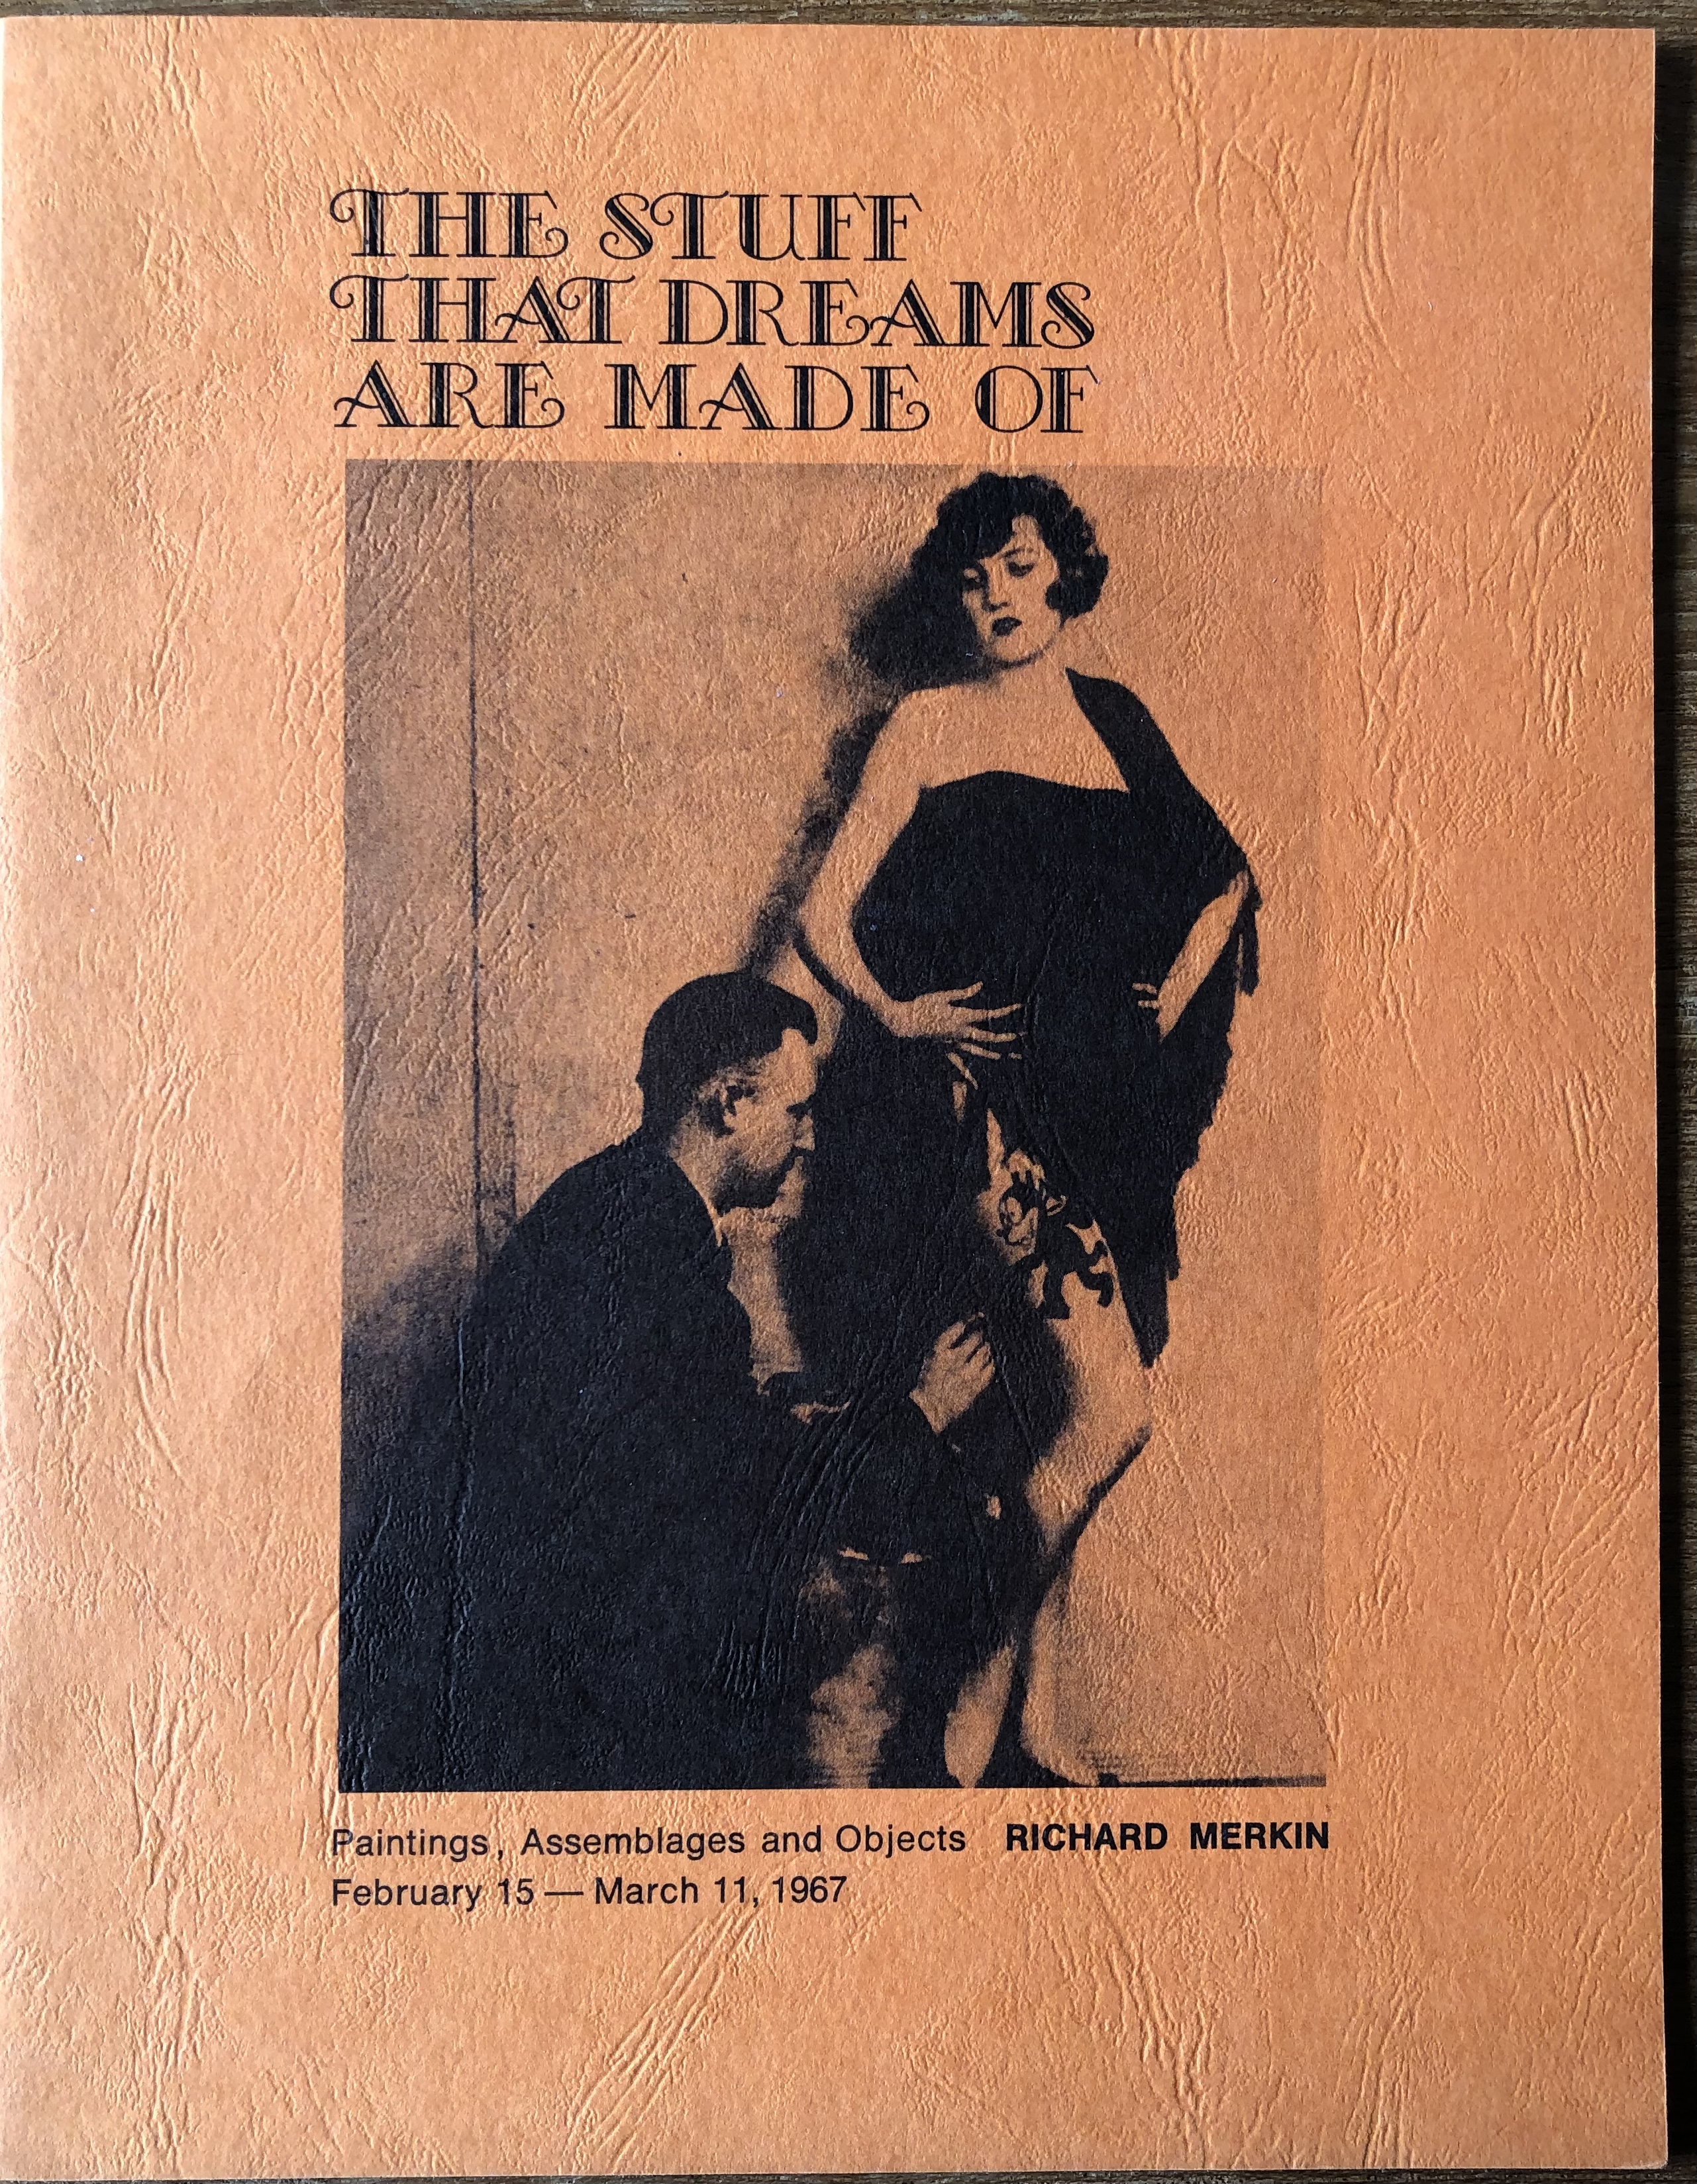 THE STUFF
THAT DREAMS
ARE MADE OF
Paintings, Assemblages and Objects RICHARD MERKIN
February 15 — March 11, 1967